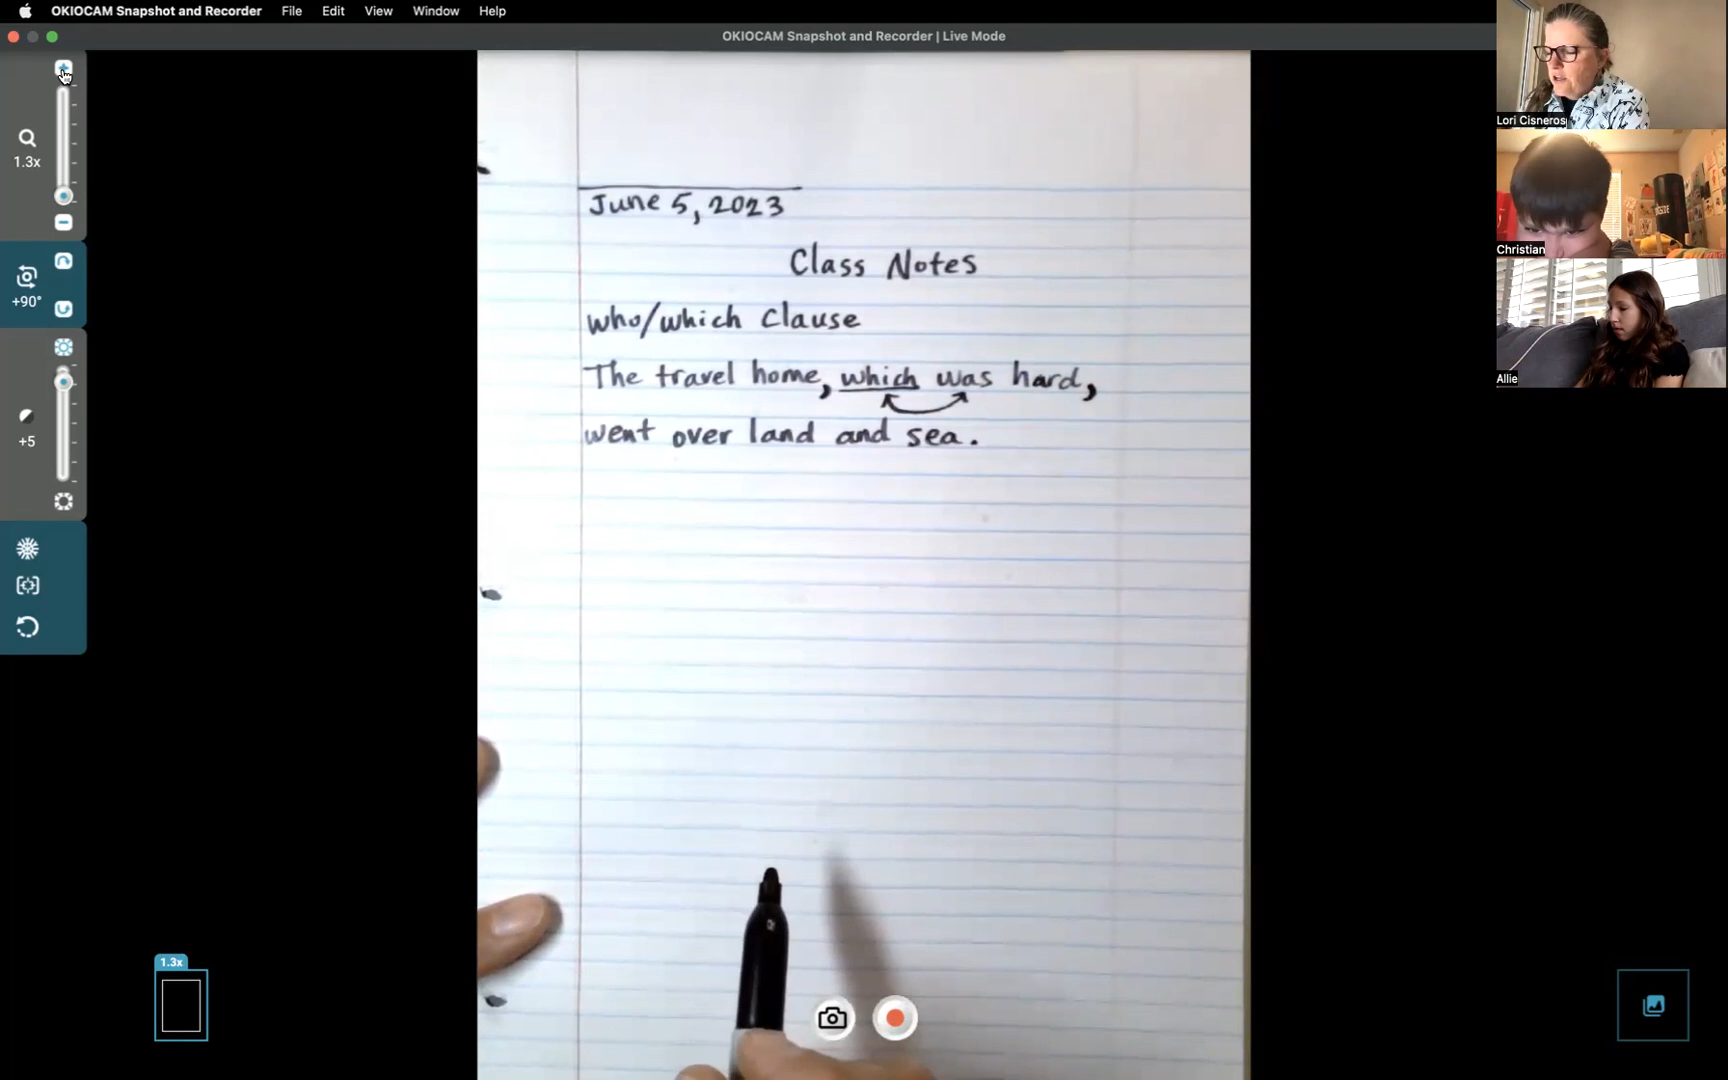 OKIOCAM Snapshot and Recorder File Edit View Window Help
OKIOCAM Snapshot and Recorder | Live Mode
1.3x
+90°
+5
June 5, 2023
Class Notes
who/which Clause
The travel home, which was hard,
went over land and sea.
1.3x
Lori Cisneros
Christian
Allie